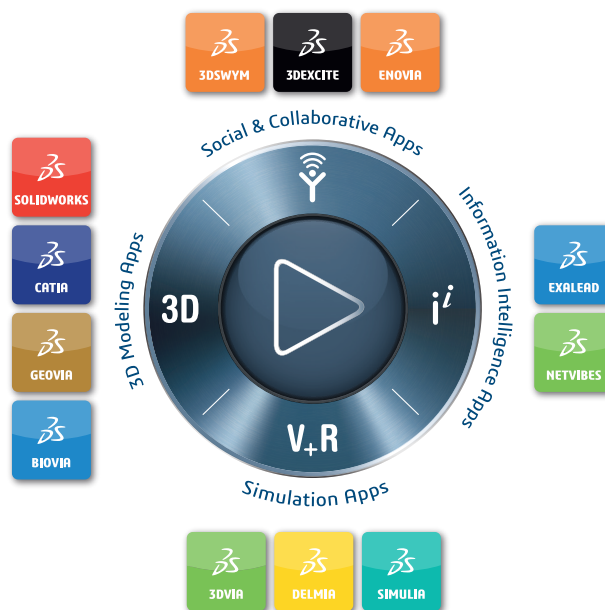 3DSWYM
3DEXCITE
ENOVIA
Social & Collaborative Apps
SOLIDWORKS
CATIA
GEOVIA
BIOVIA
3D Modeling Apps
3D
i i
Information Intelligence Apps
EXALEAD
NETVIBES
V+R
Simulation Apps
3DVIA
DELMIA
SIMULIA